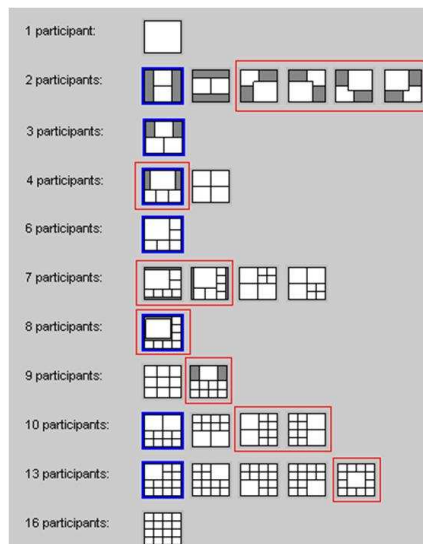 1 participant:
2 participants:
3 participants:
4 participants:
6 participants:
7 participants:
8 participants:
9 participants:
10 participants:
13 participants:
16 participants: